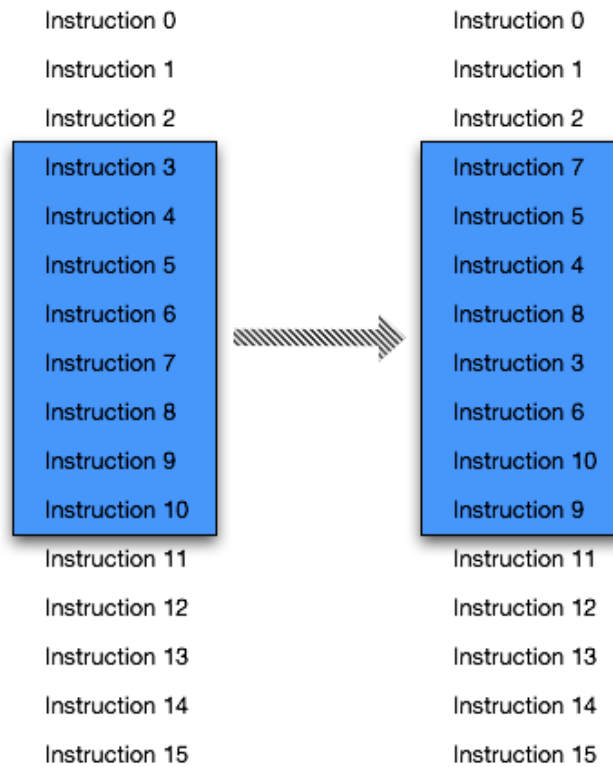 Instruction 0
Instruction 1
Instruction 2
Instruction 3
Instruction 4
Instruction 5
Instruction 6
Instruction 7
Instruction 8
Instruction 9
Instruction 10
Instruction 11
Instruction 12
Instruction 13
Instruction 14
Instruction 15
Instruction 0
Instruction 1
Instruction 2
Instruction 7
Instruction 5
Instruction 4
Instruction 8
Instruction 3
Instruction 6
Instruction 10
Instruction 9
Instruction 11
Instruction 12
Instruction 13
Instruction 14
Instruction 15